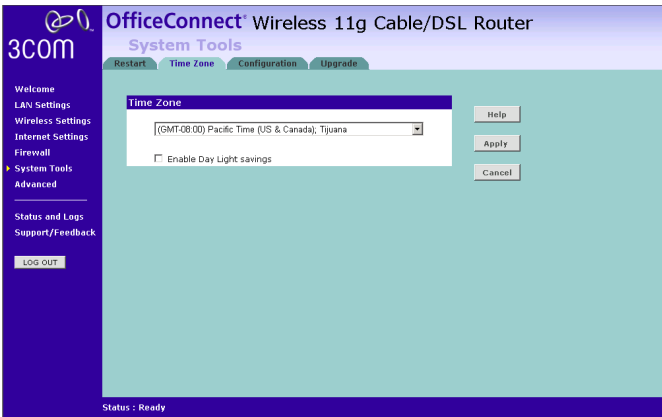 3COM
OfficeConnect® Wireless 11g Cable/DSL Router
System Tools
Restart Time Zone Configuration Upgrade
Welcome
LAN Settings
Wireless Settings
Internet Settings
Firewall
System Tools
Advanced
Status and Logs
Support/Feedback
LOG OUT
Time Zone
(GMT-08:00) Pacific Time (US & Canada); Tijuana
Enable Day Light savings
Help
Apply
Cancel
Status : Ready